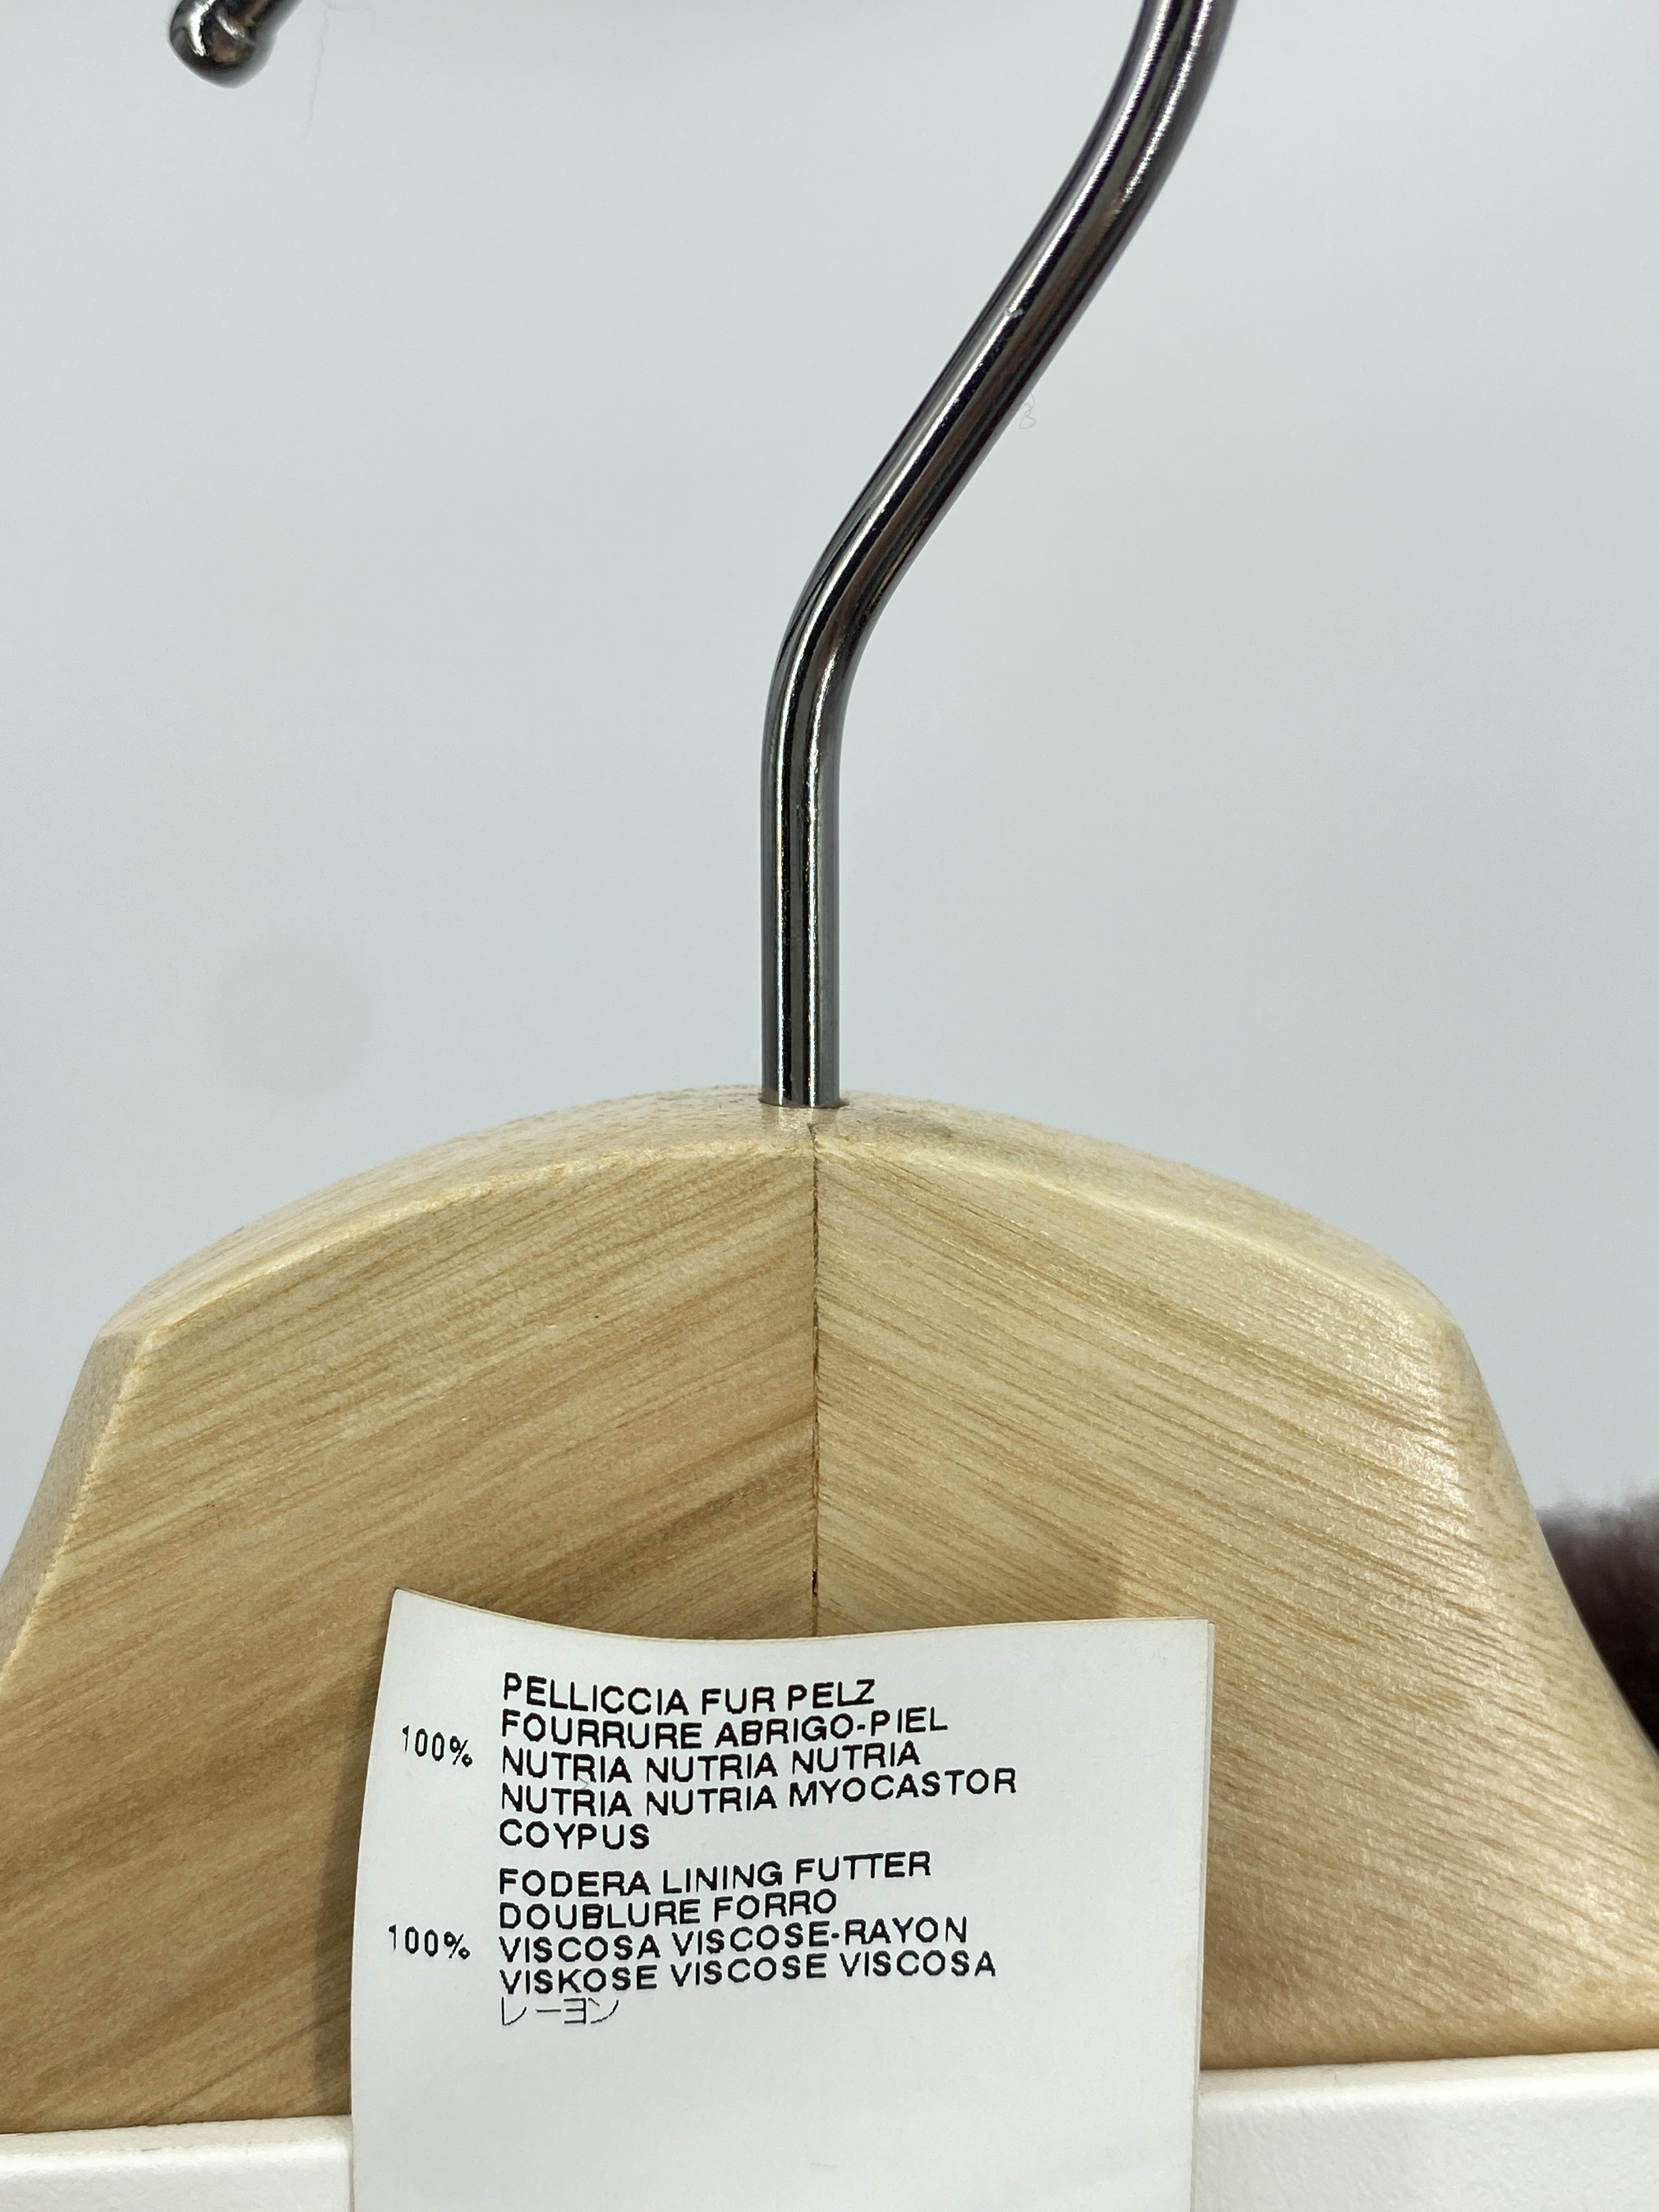 PELLICCIA FUR PELZ
FOURRURE ABRIGO-PIEL
100% NUTRIA NUTRIA NUTRIA
NUTRIA NUTRIA MYOCASTOR
COYPUS
FODERA LINING FUTTER
DOUBLURE FORRO
100% VISCOSA VISCOSE-RAYON
VISKOSE VISCOSE VISCOSA
レーヨン